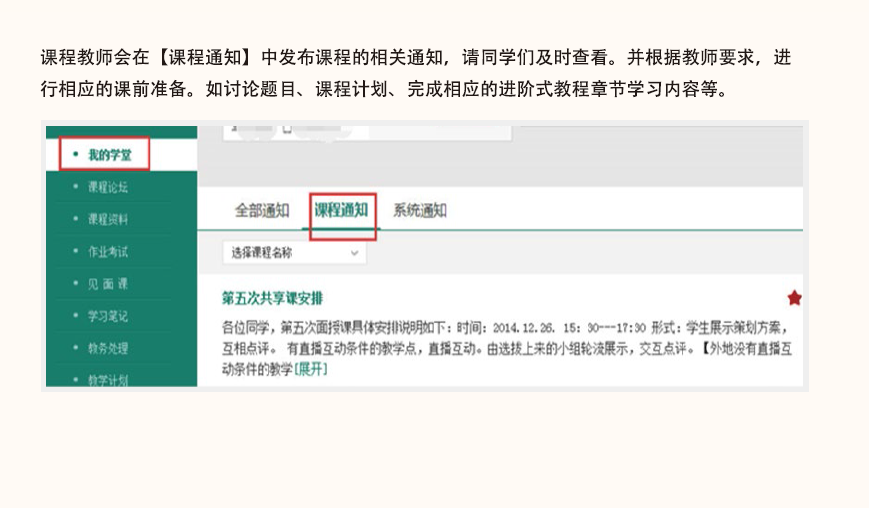 课程教师会在【课程通知】中发布课程的相关通知，请同学们及时查看。并根据教师要求，进
行相应的课前准备。如讨论题目、课程计划、完成相应的进阶式教程章节学习内容等。
我的学堂
课程论坛
课程资料
作业考试
见面课
学习笔记
教务处理
教学计划
全部通知 课程通知 系统通知
选择课程名称
第五次共享课安排
各位同学，第五次面授课具体安排说明如下：时间：2014.12.26. 15：30---17:30 形式：学生展示策划方案，
互相点评。 有直播互动条件的教学点，直播互动。由选拔上来的小组轮流展示，交互点评。【外地没有直播互
动条件的教学[展开]